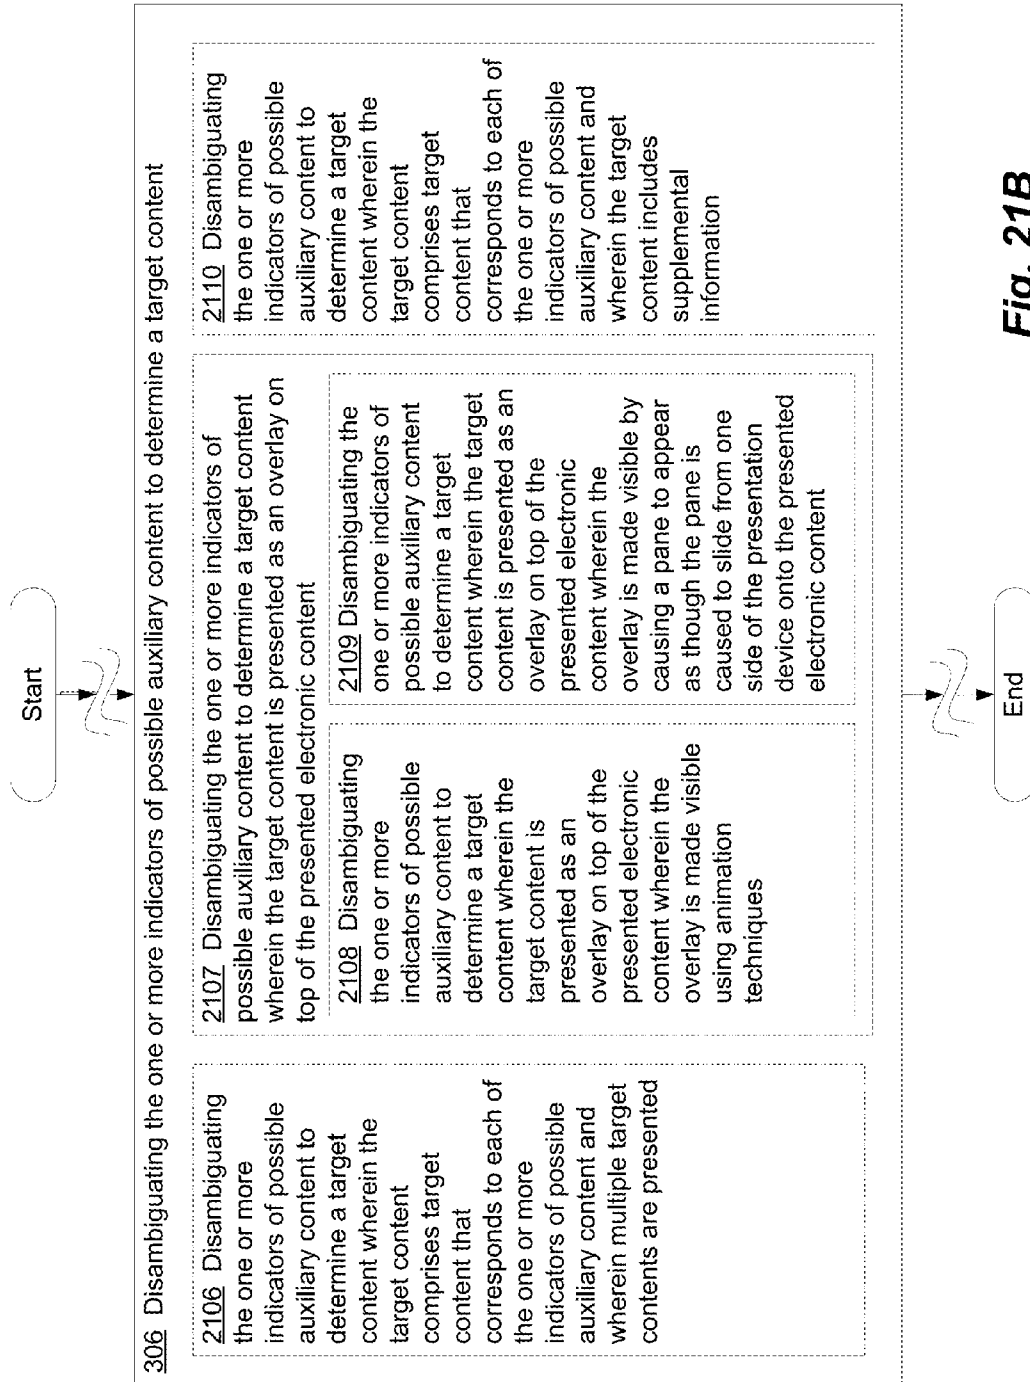 Start
306 Disambiguating the one or more indicators of possible auxiliary content to determine a target content
2106 Disambiguating
the one or more
indicators of possible
auxiliary content to
determine a target
content wherein the
target content
comprises target
content that
corresponds to each of
the one or more
indicators of possible
auxiliary content and
wherein multiple target
contents are presented
2107 Disambiguating the one or more indicators of
possible auxiliary content to determine a target content
wherein the target content is presented as an overlay on
top of the presented electronic content
2108 Disambiguating
the one or more
indicators of possible
auxiliary content to
determine a target
content wherein the
target content is
presented as an
overlay on top of the
presented electronic
content wherein the
overlay is made visible
using animation
techniques
2109 Disambiguating the
one or more indicators of
possible auxiliary content
to determine a target
content wherein the target
content is presented as an
overlay on top of the
presented electronic
content wherein the
overlay is made visible by
causing a pane to appear
as though the pane is
caused to slide from one
side of the presentation
device onto the presented
electronic content
2110 Disambiguating
the one or more
indicators of possible
auxiliary content to
determine a target
content wherein the
target content
comprises target
content that
corresponds to each of
the one or more
indicators of possible
auxiliary content and
wherein the target
content includes
supplemental
information
End
Fig. 21B